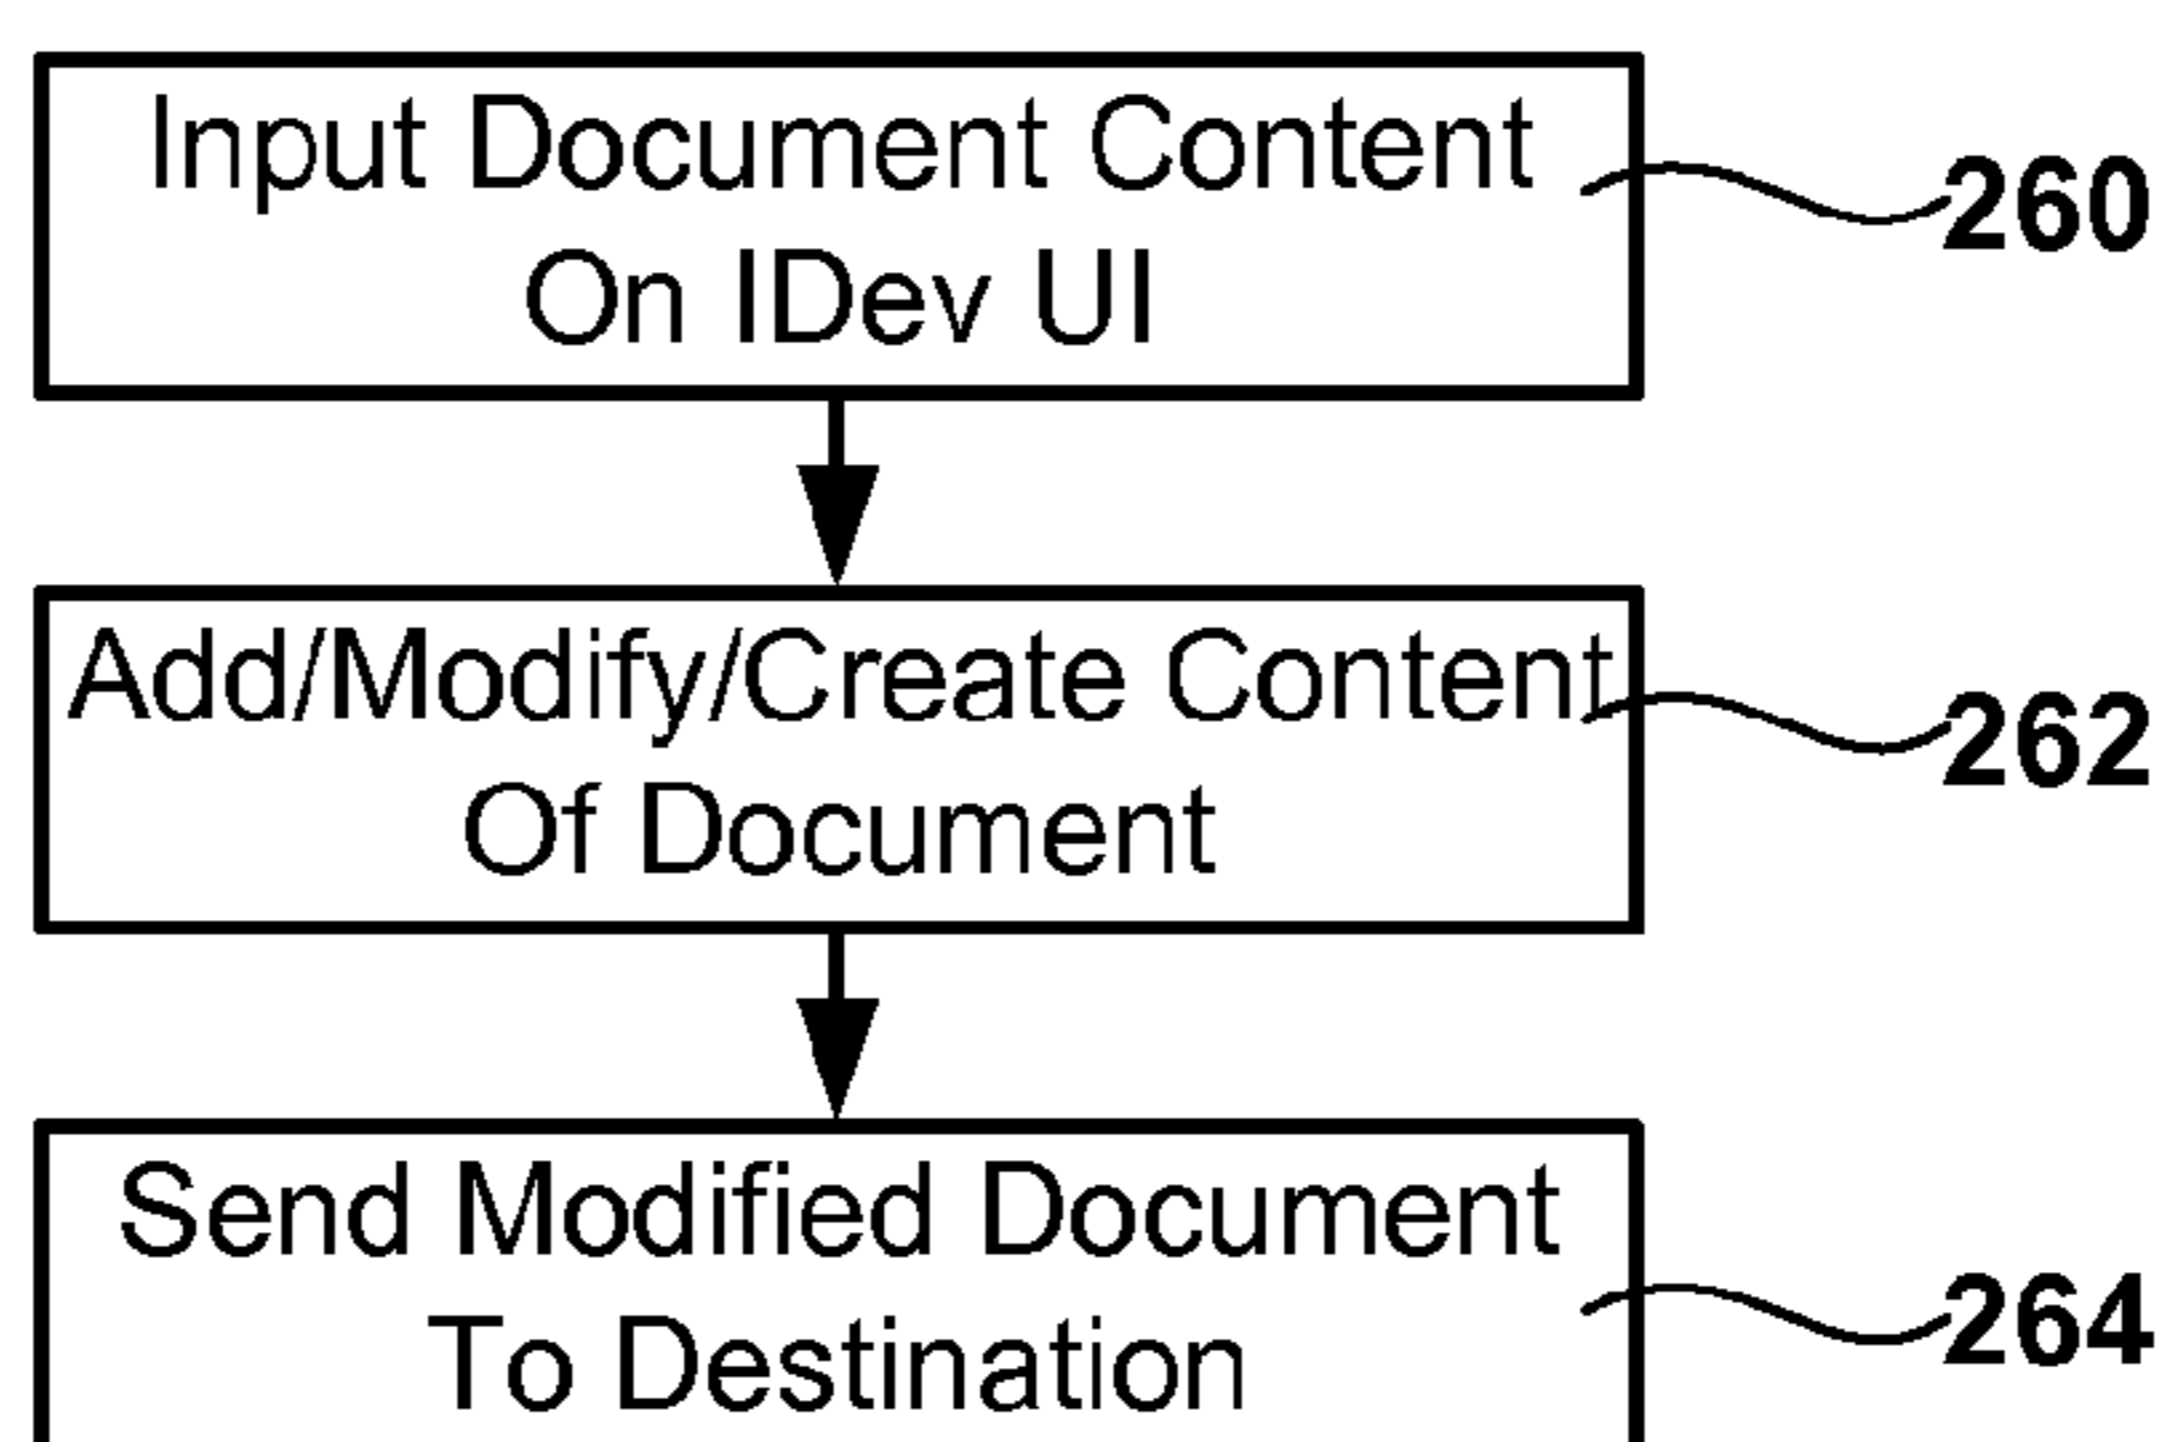 Input Document Content
On IDev UI
260
Add/Modify/Create Content
Of Document
262
Send Modified Document
To Destination
264